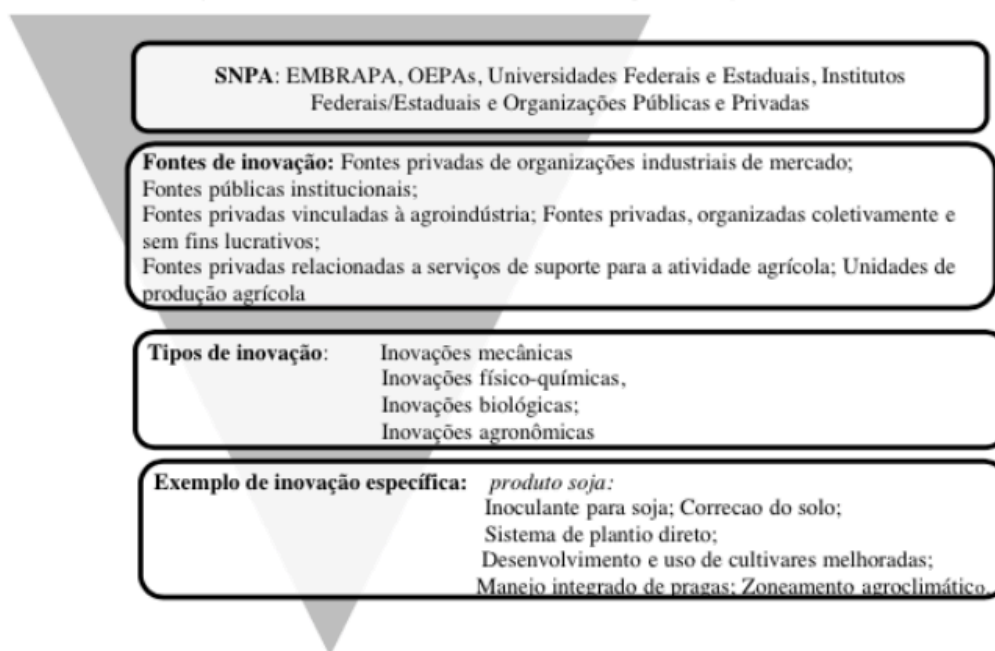 SNPA: EMBRAPA, OEPAs, Universidades Federais e Estaduais, Institutos
Federais/Estaduais e Organizações Públicas e Privadas
Fontes de inovação: Fontes privadas de organizações industriais de mercado;
Fontes públicas institucionais;
Fontes privadas vinculadas à agroindústria; Fontes privadas, organizadas coletivamente e
sem fins lucrativos;
Fontes privadas relacionadas a serviços de suporte para a atividade agrícola; Unidades de
produção agrícola
Tipos de inovação: Inovações mecânicas
Inovações físico-químicas,
Inovações biológicas;
Inovações agronômicas
Exemplo de inovação específica: produto soja:
Inoculante para soja; Correcao do solo;
Sistema de plantio direto;
Desenvolvimento e uso de cultivares melhoradas;
Manejo integrado de pragas; Zoneamento agroclimático.